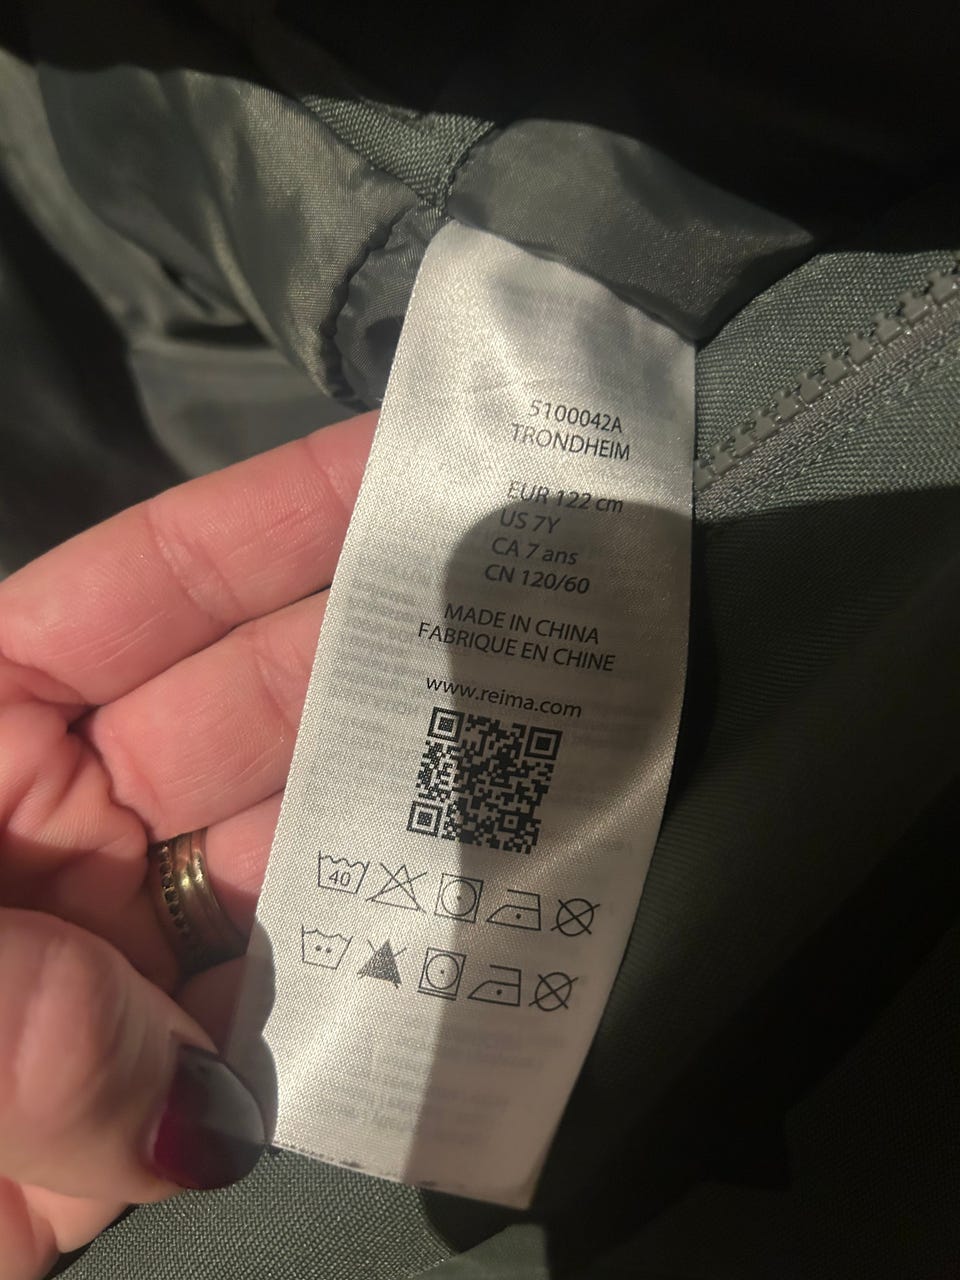 5100042A
TRONDHEIM
EUR 122 cm
US 7Y
CA 7 ans
CN 120/60
MADE IN CHINA
FABRIQUE EN CHINE
www.reima.com
40